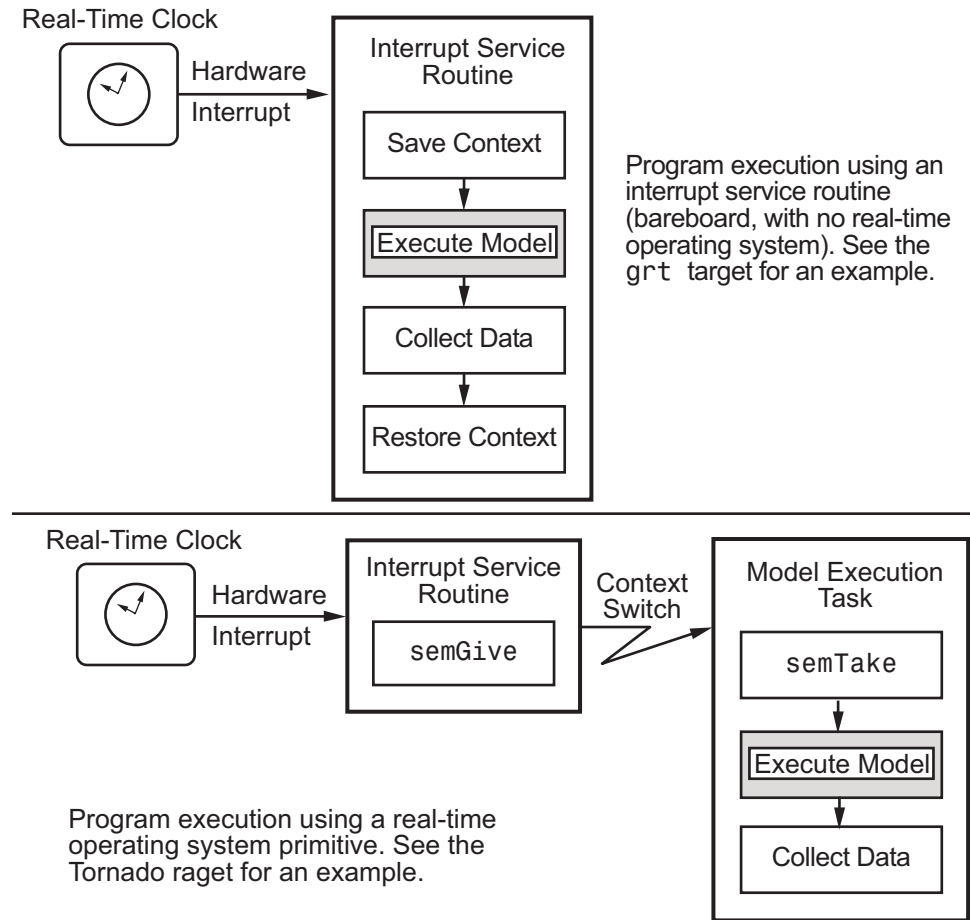 Real-Time Clock
Hardware
Interrupt
Interrupt Service
Routine
Save Context
Execute Model
Collect Data
Restore Context
Program execution using an
interrupt service routine
(bareboard, with no real-time
operating system). See the
grt target for an example.
Real-Time Clock
Hardware
Interrupt
Interrupt Service
Routine
semGive
Context
Switch
Model Execution
Task
semTake
Execute Model
Collect Data
Program execution using a real-time
operating system primitive. See the
Tornado raget for an example.